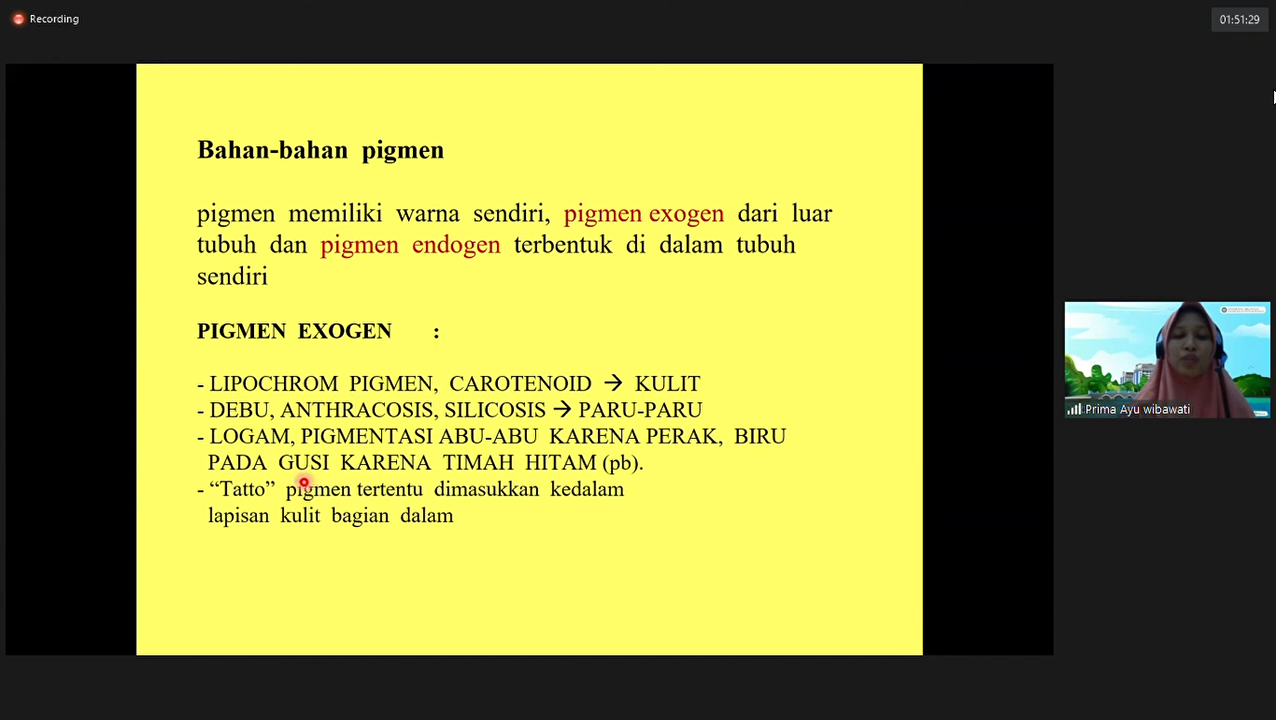 Recording
01:51:29
Bahan-bahan pigmen
pigmen memiliki warna sendiri, pigmen exogen dari luar
tubuh dan pigmen endogen terbentuk di dalam tubuh
sendiri
PIGMEN EXOGEN :
- LIPOCHROM PIGMEN, CAROTENOID → KULIT
- DEBU, ANTHRACOSIS, SILICOSIS → PARU-PARU
- LOGAM, PIGMENTASI ABU-ABU KARENA PERAK, BIRU
PADA GUSI KARENA TIMAH HITAM (pb).
- “Tatto” pigmen tertentu dimasukkan kedalam
lapisan kulit bagian dalam
Prima Ayu wibawati